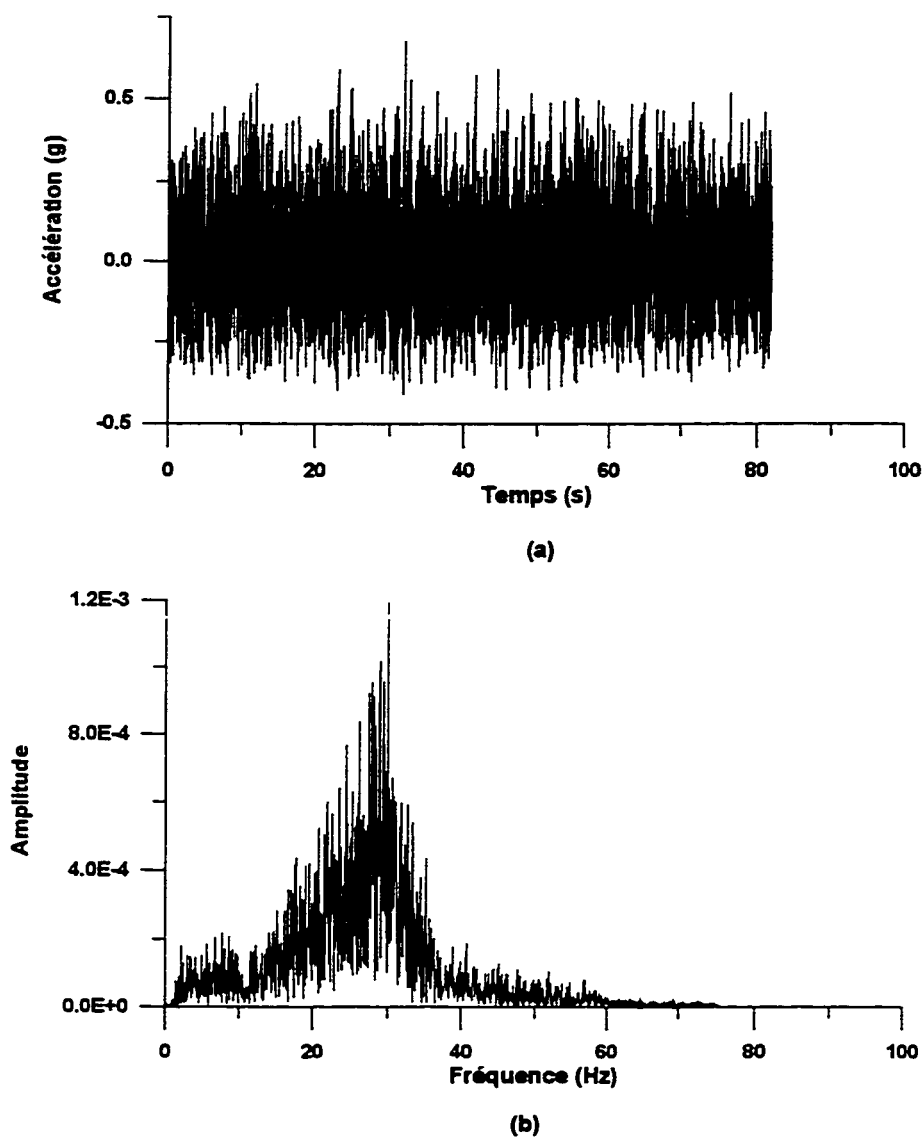 0.5
0.0
-0.5
Accélération (g)
0 20 40 60 80 100
Temps (s)
(a)
1.2E-3
8.0E-4
4.0E-4
0.0E+0
Amplitude
0 20 40 60 80 100
Fréquence (Hz)
(b)